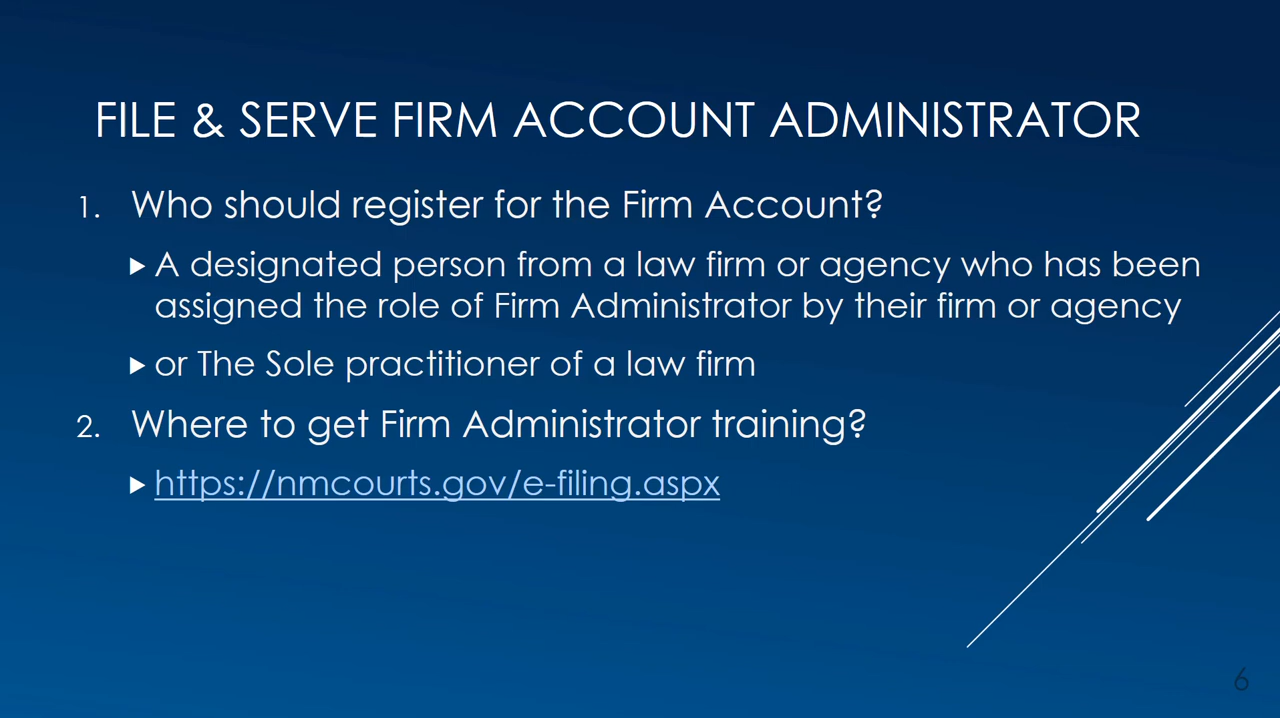 FILE & SERVE FIRM ACCOUNT ADMINISTRATOR
1. Who should register for the Firm Account?
▶ A designated person from a law firm or agency who has been
assigned the role of Firm Administrator by their firm or agency
▶ or The Sole practitioner of a law firm
2. Where to get Firm Administrator training?
▶ https://nmcourts.gov/e-filing.aspx
6